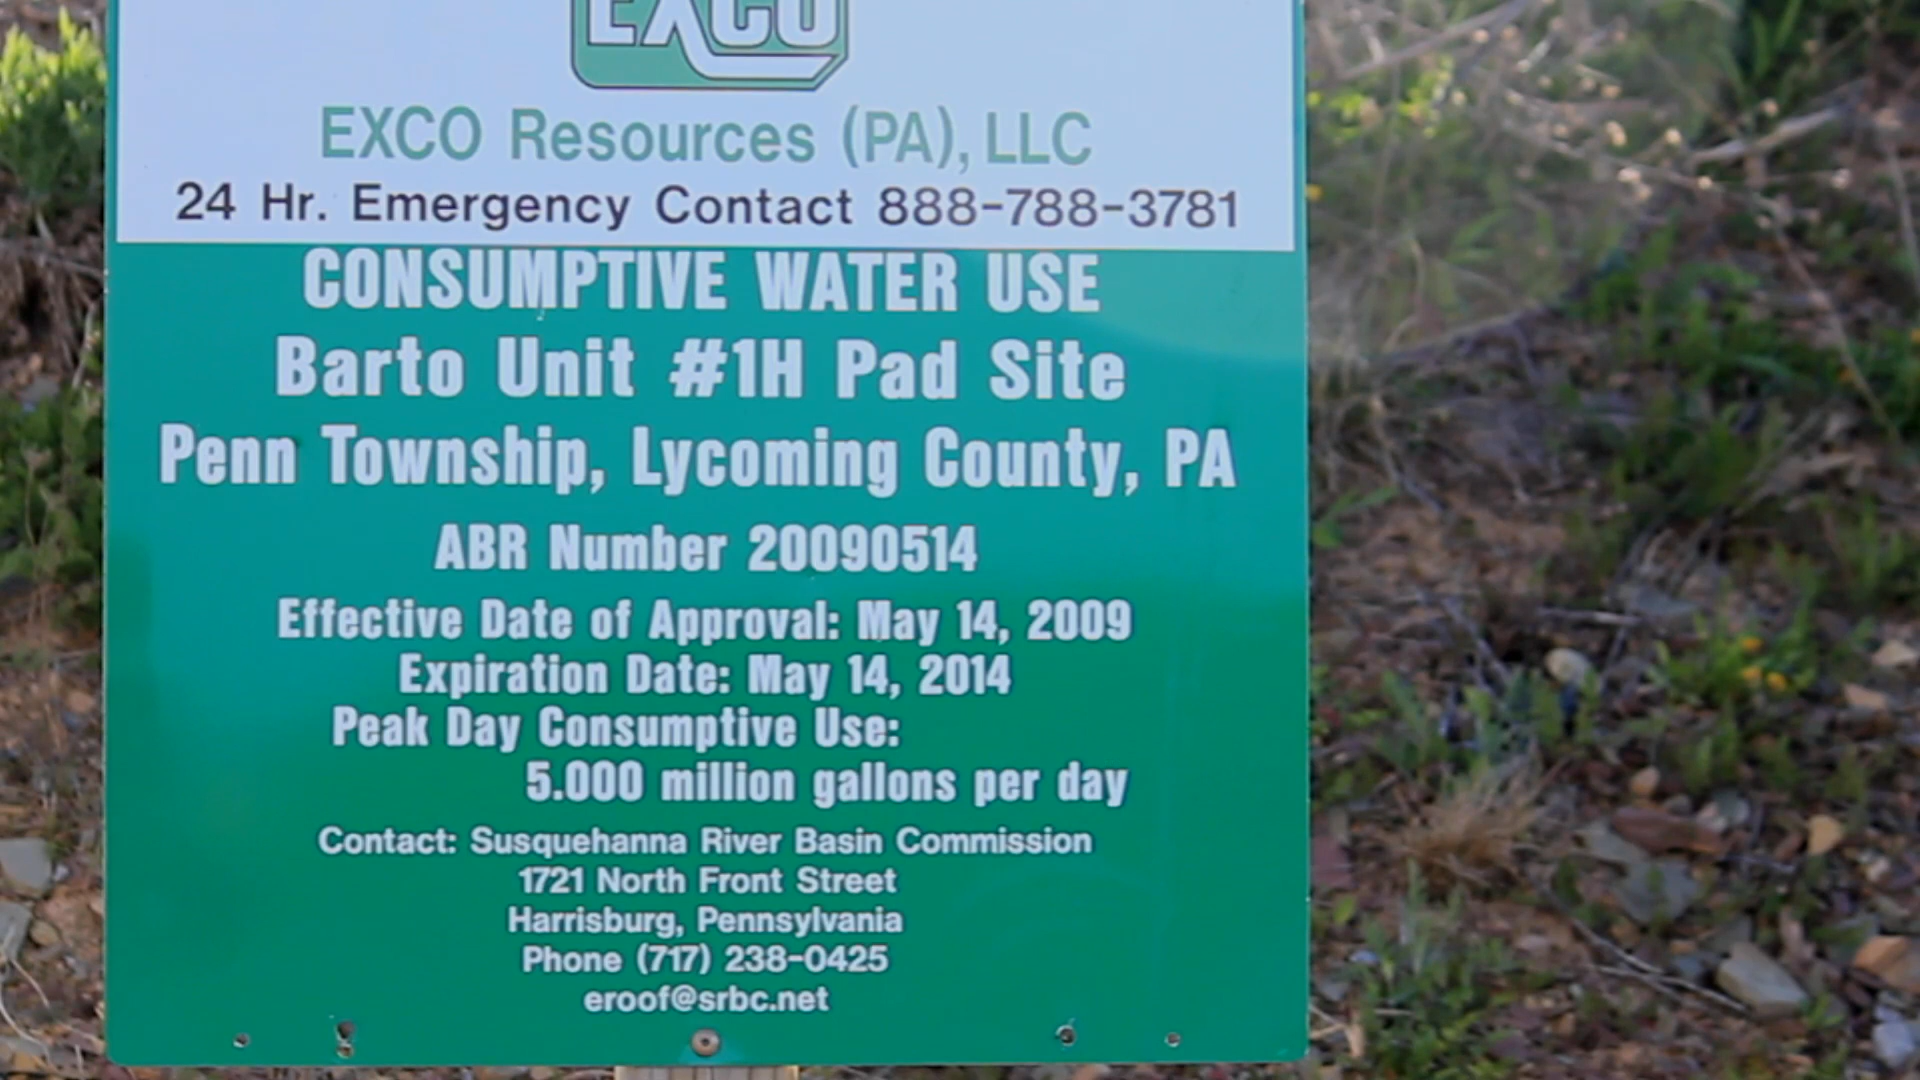 EXCO
EXCO Resources (PA), LLC
24 Hr. Emergency Contact 888-788-3781
CONSUMPTIVE WATER USE
Barto Unit #1H Pad Site
Penn Township, Lycoming County, PA
ABR Number 20090514
Effective Date of Approval: May 14, 2009
Expiration Date: May 14, 2014
Peak Day Consumptive Use:
5.000 million gallons per day
Contact: Susquehanna River Basin Commission
1721 North Front Street
Harrisburg, Pennsylvania
Phone (717) 238-0425
eroof@srbc.net